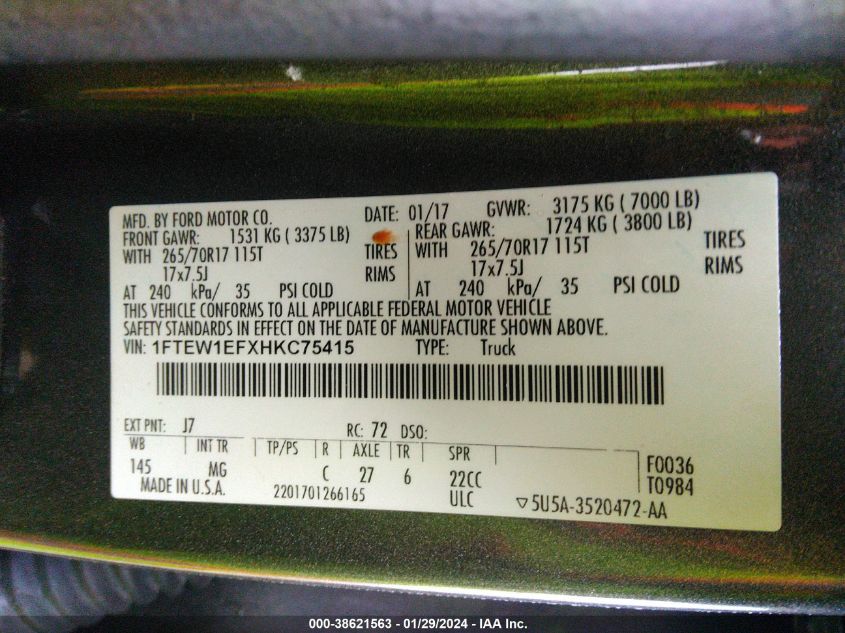 MFD. BY FORD MOTOR CO. DATE: 01/17 GVWR: 3175 KG ( 7000 LB)
FRONT GAWR: 1531 KG ( 3375 LB) REAR GAWR: 1724 KG ( 3800 LB)
WITH 265/70R17 115T TIRES WITH 265/70R17 115T TIRES
17x7.5J RIMS 17x7.5J RIMS
AT 240 kPa/ 35 PSI COLD AT 240 kPa/ 35 PSI COLD
THIS VEHICLE CONFORMS TO ALL APPLICABLE FEDERAL MOTOR VEHICLE
SAFETY STANDARDS IN EFFECT ON THE DATE OF MANUFACTURE SHOWN ABOVE.
VIN: 1FTEW1EFXHKC75415 TYPE: Truck
EXT PNT: J7 RC: 72 DSO:
WB INT TR TP/PS R AXLE TR SPR
145 MG C 27 6 22CC F0036
MADE IN U.S.A. 2201701266165 ULC T0984
▽5U5A-3520472-AA
000-38621563 - 01/29/2024 - IAA Inc.